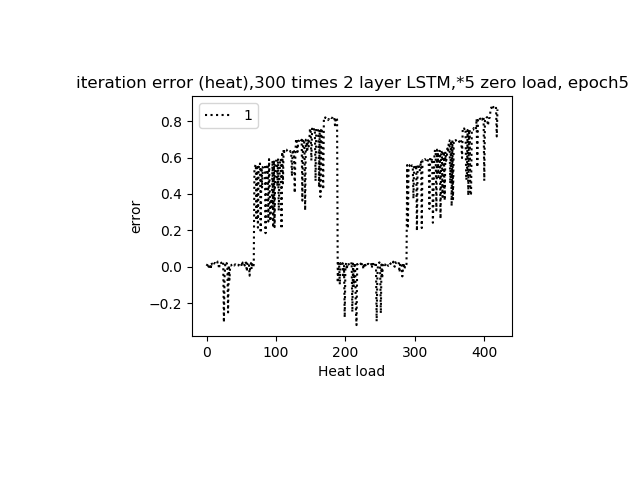 iteration error (heat),300 times 2 layer LSTM,*5 zero load, epoch5
1
0.8
0.6
0.4
0.2
0.0
−0.2
error
0 100 200 300 400
Heat load